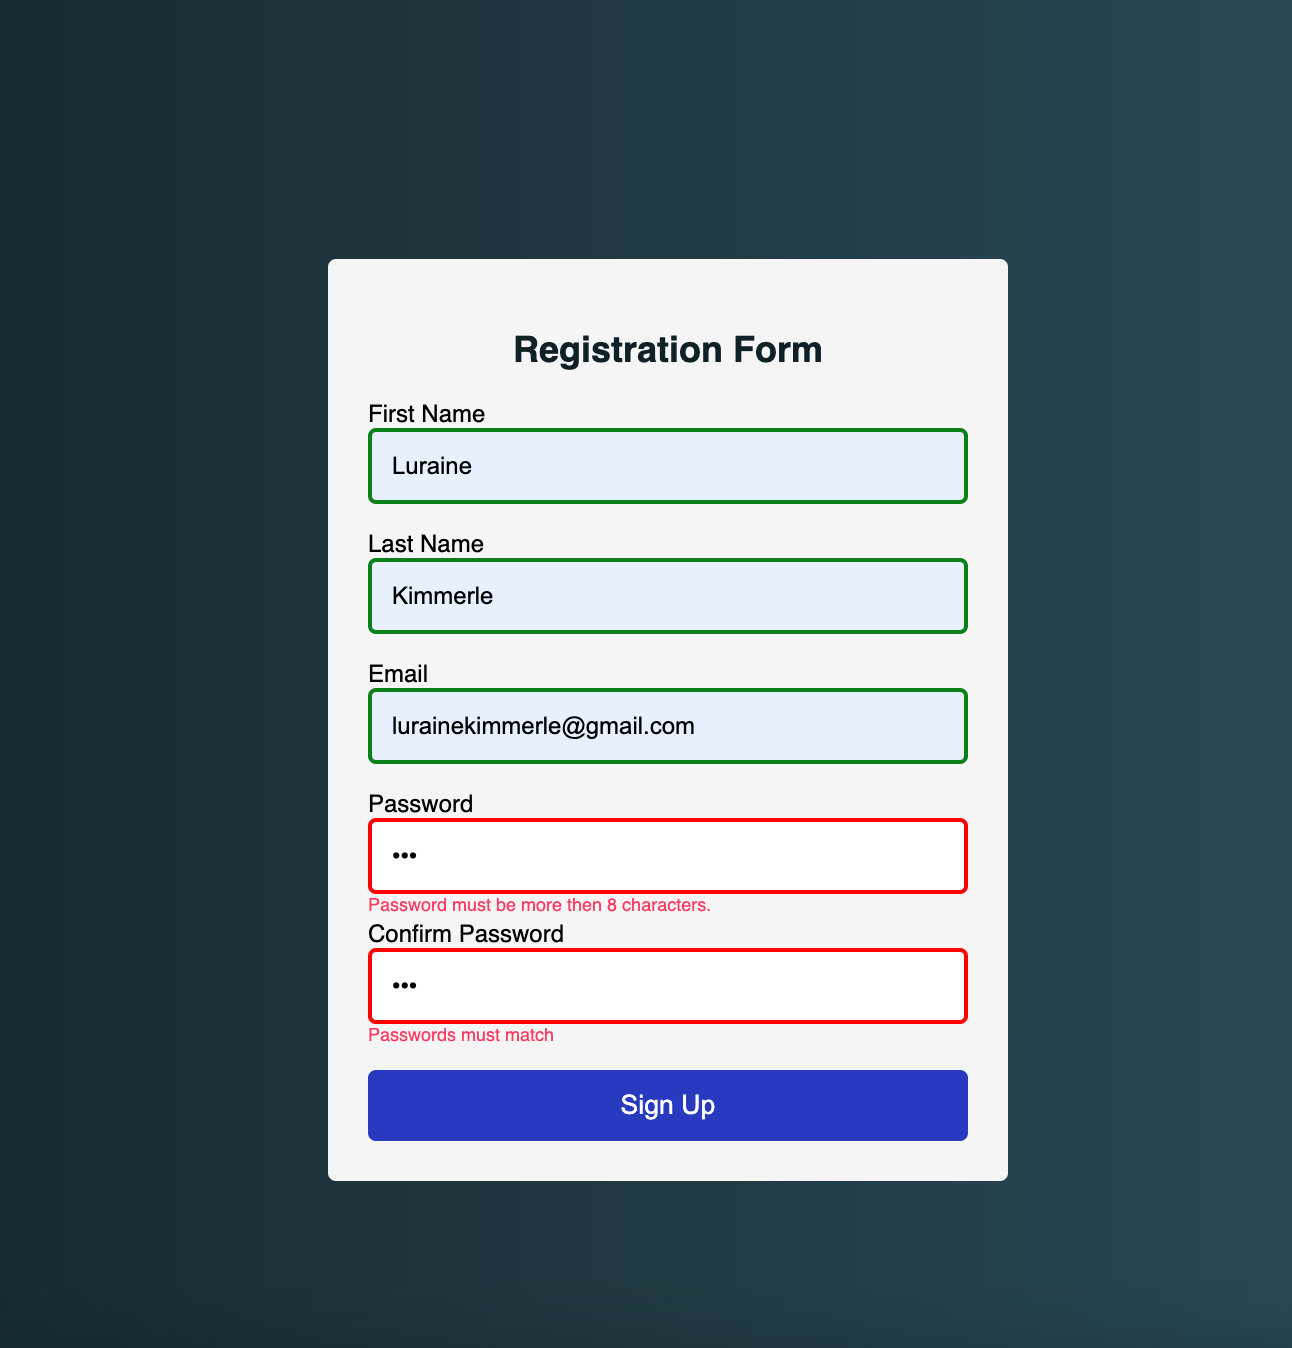 Registration Form
First Name
Luraine
Last Name
Kimmerle
Email
lurainekimmerle@gmail.com
Password
•••
Password must be more then 8 characters.
Confirm Password
•••
Passwords must match
Sign Up